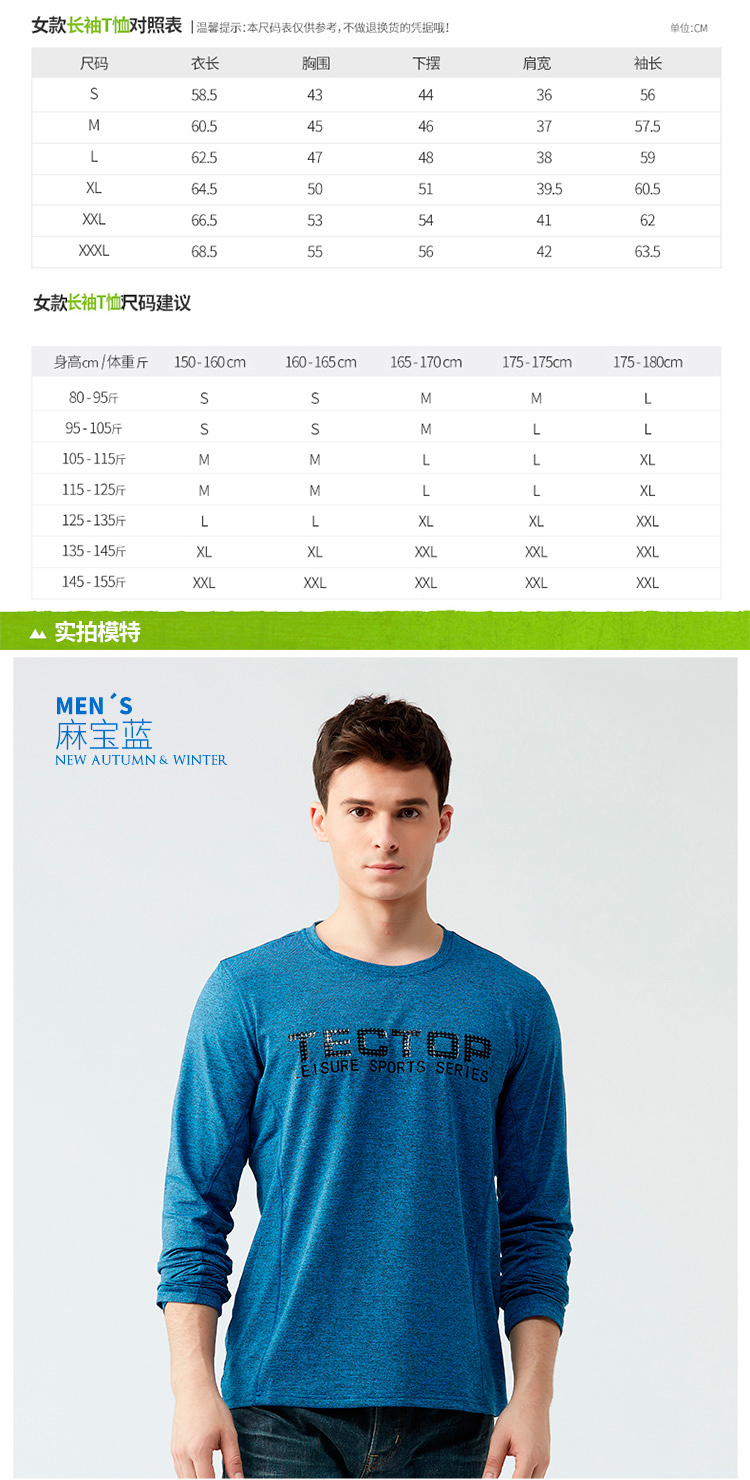 女款长袖T恤对照表 | 温馨提示:本尺码表仅供参考,不做退换货的凭据哦! 单位:CM
尺码 衣长 胸围 下摆 肩宽 袖长
S 58.5 43 44 36 56
M 60.5 45 46 37 57.5
L 62.5 47 48 38 59
XL 64.5 50 51 39.5 60.5
XXL 66.5 53 54 41 62
XXXL 68.5 55 56 42 63.5
女款长袖T恤尺码建议
身高cm/体重斤 150-160cm 160-165cm 165-170cm 175-175cm 175-180cm
80-95斤 S S M M L
95-105斤 S S M L L
105-115斤 M M L L XL
115-125斤 M M L L XL
125-135斤 L L XL XL XXL
135-145斤 XL XL XXL XXL XXL
145-155斤 XXL XXL XXL XXL XXL
实拍模特
MEN´S
麻宝蓝
NEW AUTUMN & WINTER
TECTOP
LEISURE SPORTS SERIES